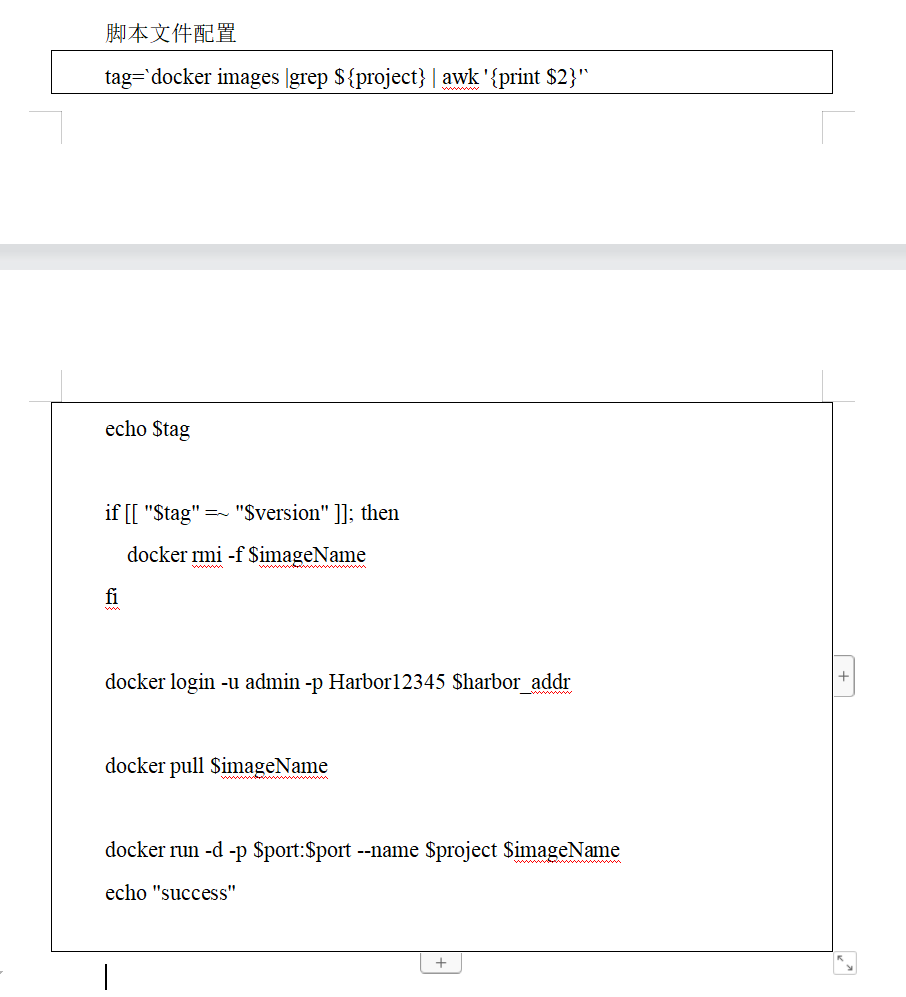 脚本文件配置
tag=`docker images |grep ${project} | awk '{print $2}'`
echo $tag
if [[ "$tag" =~ "$version" ]]; then
docker rmi -f $imageName
fi
docker login -u admin -p Harbor12345 $harbor_addr
docker pull $imageName
docker run -d -p $port:$port --name $project $imageName
echo "success"